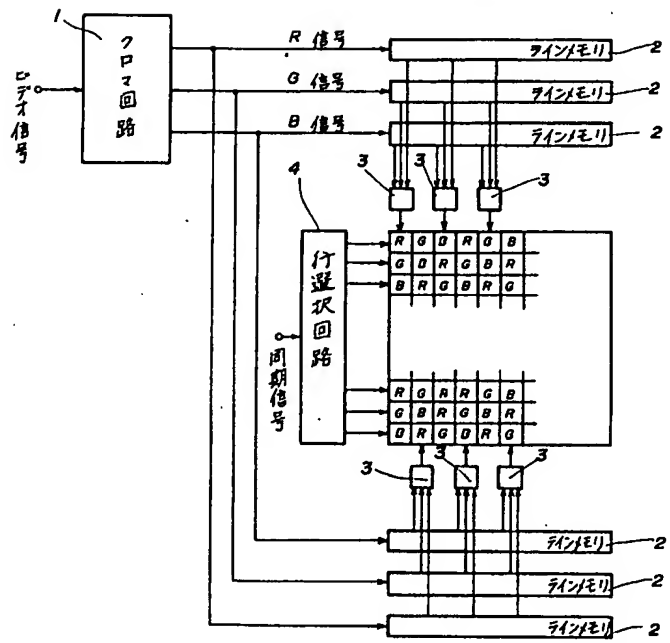 1
クロマ回路
ビデオ信号
R 信号
G 信号
B 信号
ラインメモリ 2
ラインメモリ 2
ラインメモリ 2
3 3 3
4
行選択回路
同期信号
R G B R G B
G B R G B R
B R G B R G
R G B R G B
G B R G B R
B R G B R G
3 3 3
ラインメモリ 2
ラインメモリ 2
ラインメモリ 2